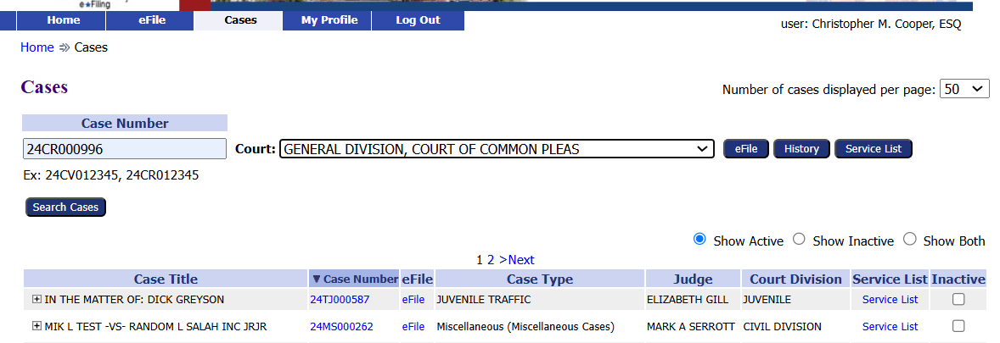 e★Filing
Home eFile Cases My Profile Log Out
user: Christopher M. Cooper, ESQ
Home ⇒ Cases
Cases
Number of cases displayed per page: 50
Case Number
24CR000996 Court: GENERAL DIVISION, COURT OF COMMON PLEAS eFile History Service List
Ex: 24CV012345, 24CR012345
Search Cases
Show Active Show Inactive Show Both
1 2 >Next
Case Title ▼ Case Number eFile Case Type Judge Court Division Service List Inactive
IN THE MATTER OF: DICK GREYSON 24TJ000587 eFile JUVENILE TRAFFIC ELIZABETH GILL JUVENILE Service List
MIK L TEST -VS- RANDOM L SALAH INC JRJR 24MS000262 eFile Miscellaneous (Miscellaneous Cases) MARK A SERROTT CIVIL DIVISION Service List